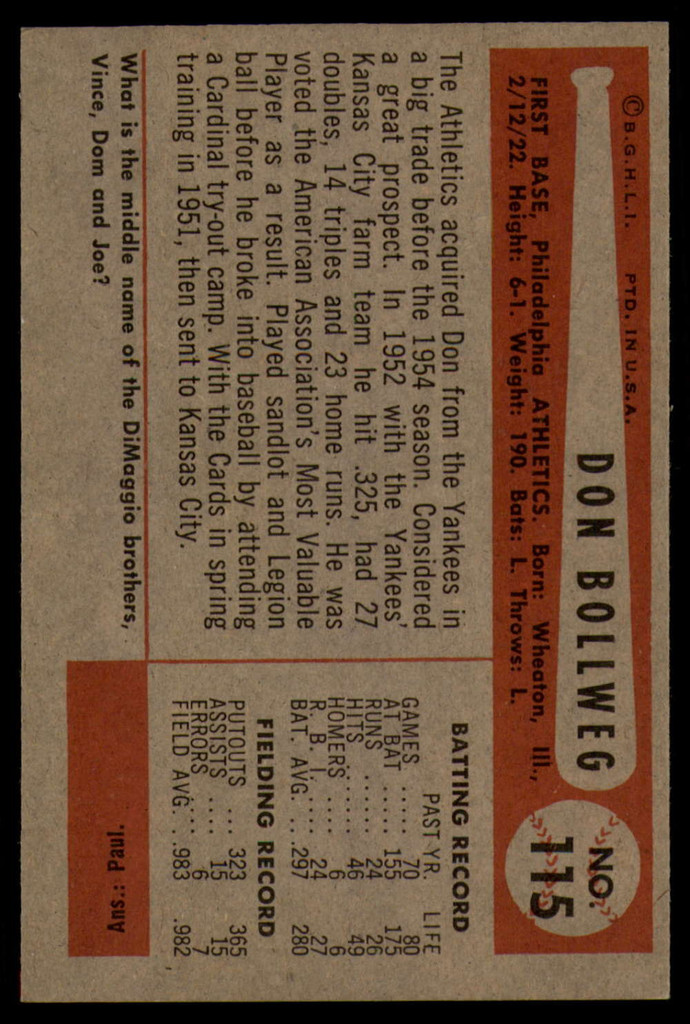 © B.G.H.L.I. PTD. IN U.S.A.
DON BOLLWEG
NO.
115
FIRST BASE, Philadelphia ATHLETICS. Born: Wheaton, Ill.,
2/12/22. Height: 6-1. Weight: 190. Bats: L. Throws: L.
The Athletics acquired Don from the Yankees in
a big trade before the 1954 season. Considered
a great prospect. In 1952 with the Yankees'
Kansas City farm team he hit .325, had 27
doubles, 14 triples and 23 home runs. He was
voted the American Association's Most Valuable
Player as a result. Played sandlot and Legion
ball before he broke into baseball by attending
a Cardinal try-out camp. With the Cards in spring
training in 1951, then sent to Kansas City.
BATTING RECORD
PAST YR. LIFE
GAMES ..... 70 80
AT BAT .... 155 175
RUNS ...... 24 26
HITS ...... 46 49
HOMERS .... 6 6
R. B. I. .... 24 27
BAT. AVG. ... .297 280
FIELDING RECORD
PUTOUTS ... 323 365
ASSISTS .... 15 15
ERRORS .... 6 7
FIELD AVG. . .983 .982
What is the middle name of the DiMaggio brothers,
Vince, Dom and Joe?
Ans.: Paul.